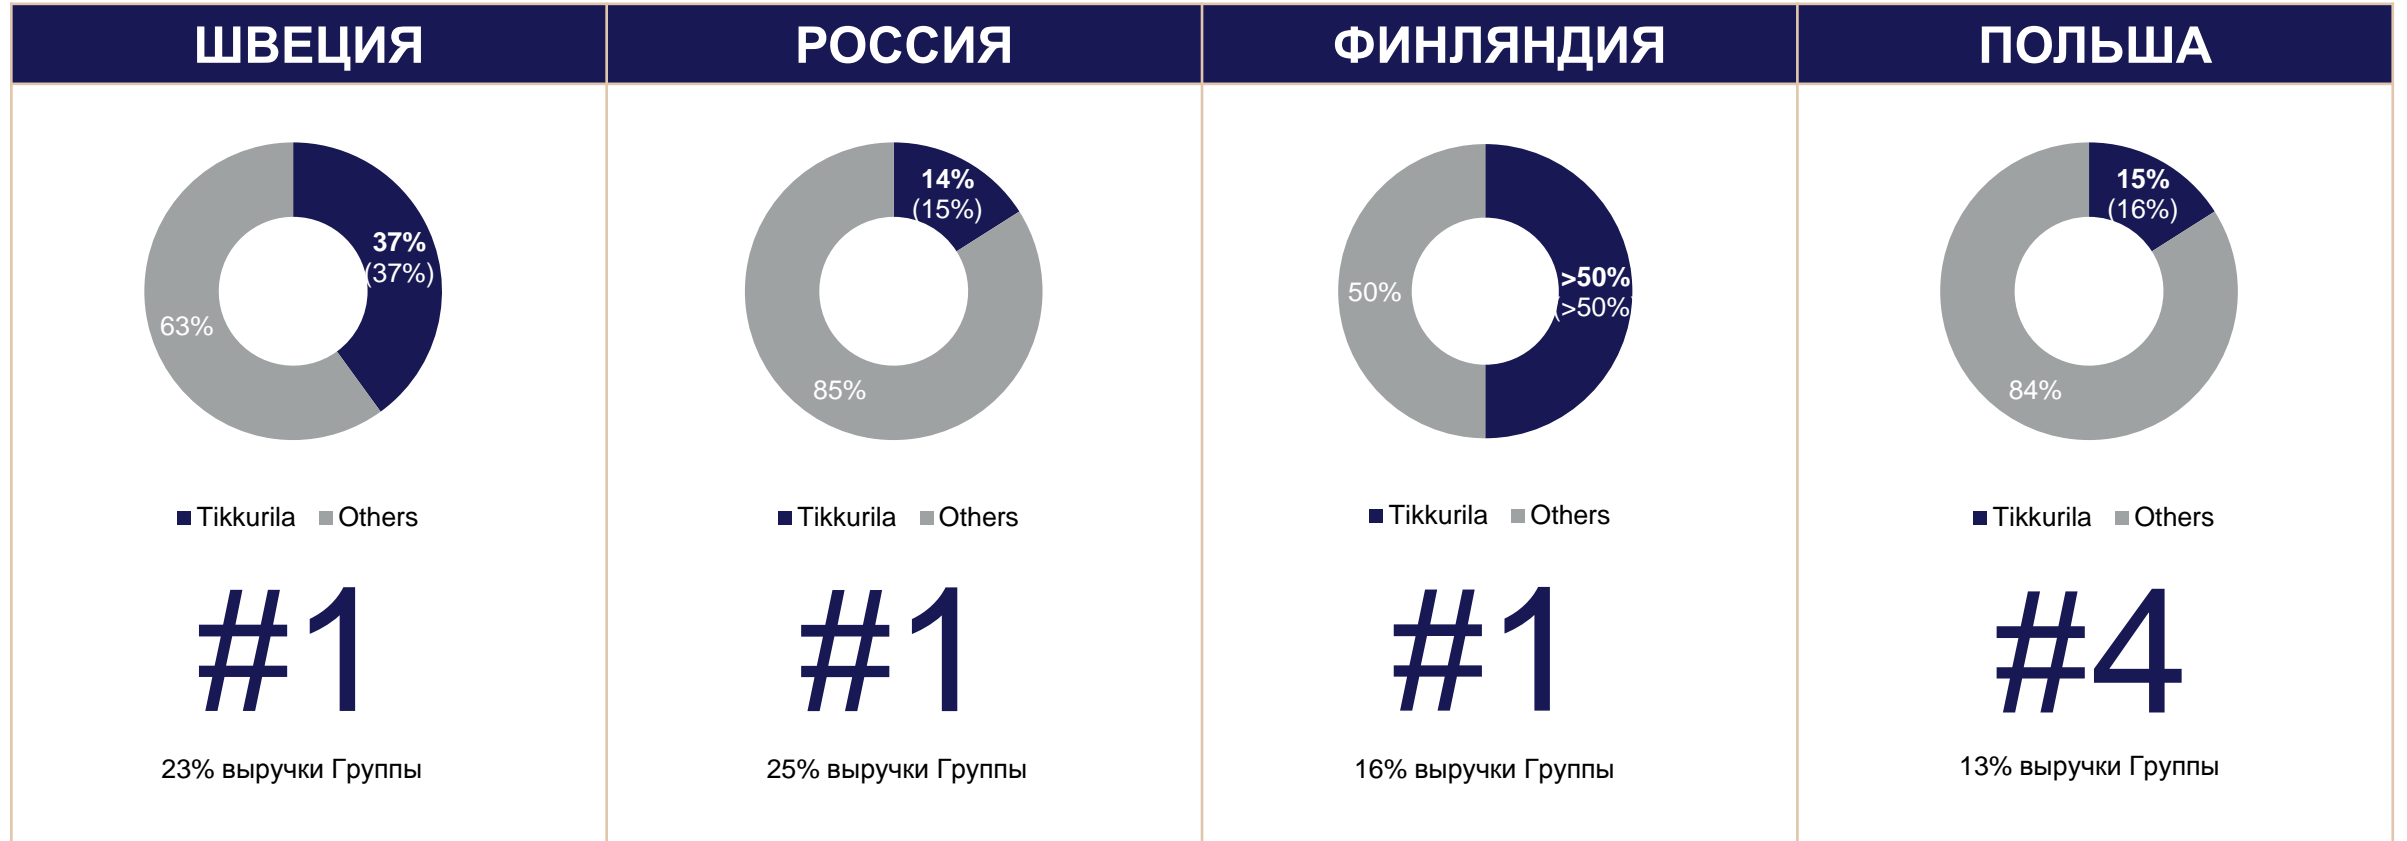 ШВЕЦИЯ
РОССИЯ
ФИНЛЯНДИЯ
ПОЛЬША
37%
(37%)
63%
Tikkurila
Others
#1
23% выручки Группы
14%
(15%)
85%
Tikkurila
Others
#1
25% выручки Группы
>50%
(>50%)
50%
Tikkurila
Others
#1
16% выручки Группы
15%
(16%)
84%
Tikkurila
Others
#4
13% выручки Группы